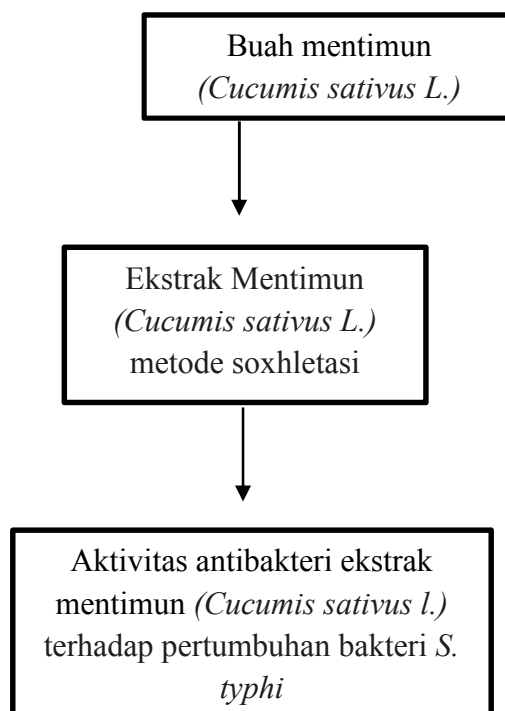 Buah mentimun
(Cucumis sativus L.)
Ekstrak Mentimun
(Cucumis sativus L.)
metode soxhletasi
Aktivitas antibakteri ekstrak
mentimun (Cucumis sativus l.)
terhadap pertumbuhan bakteri S.
typhi